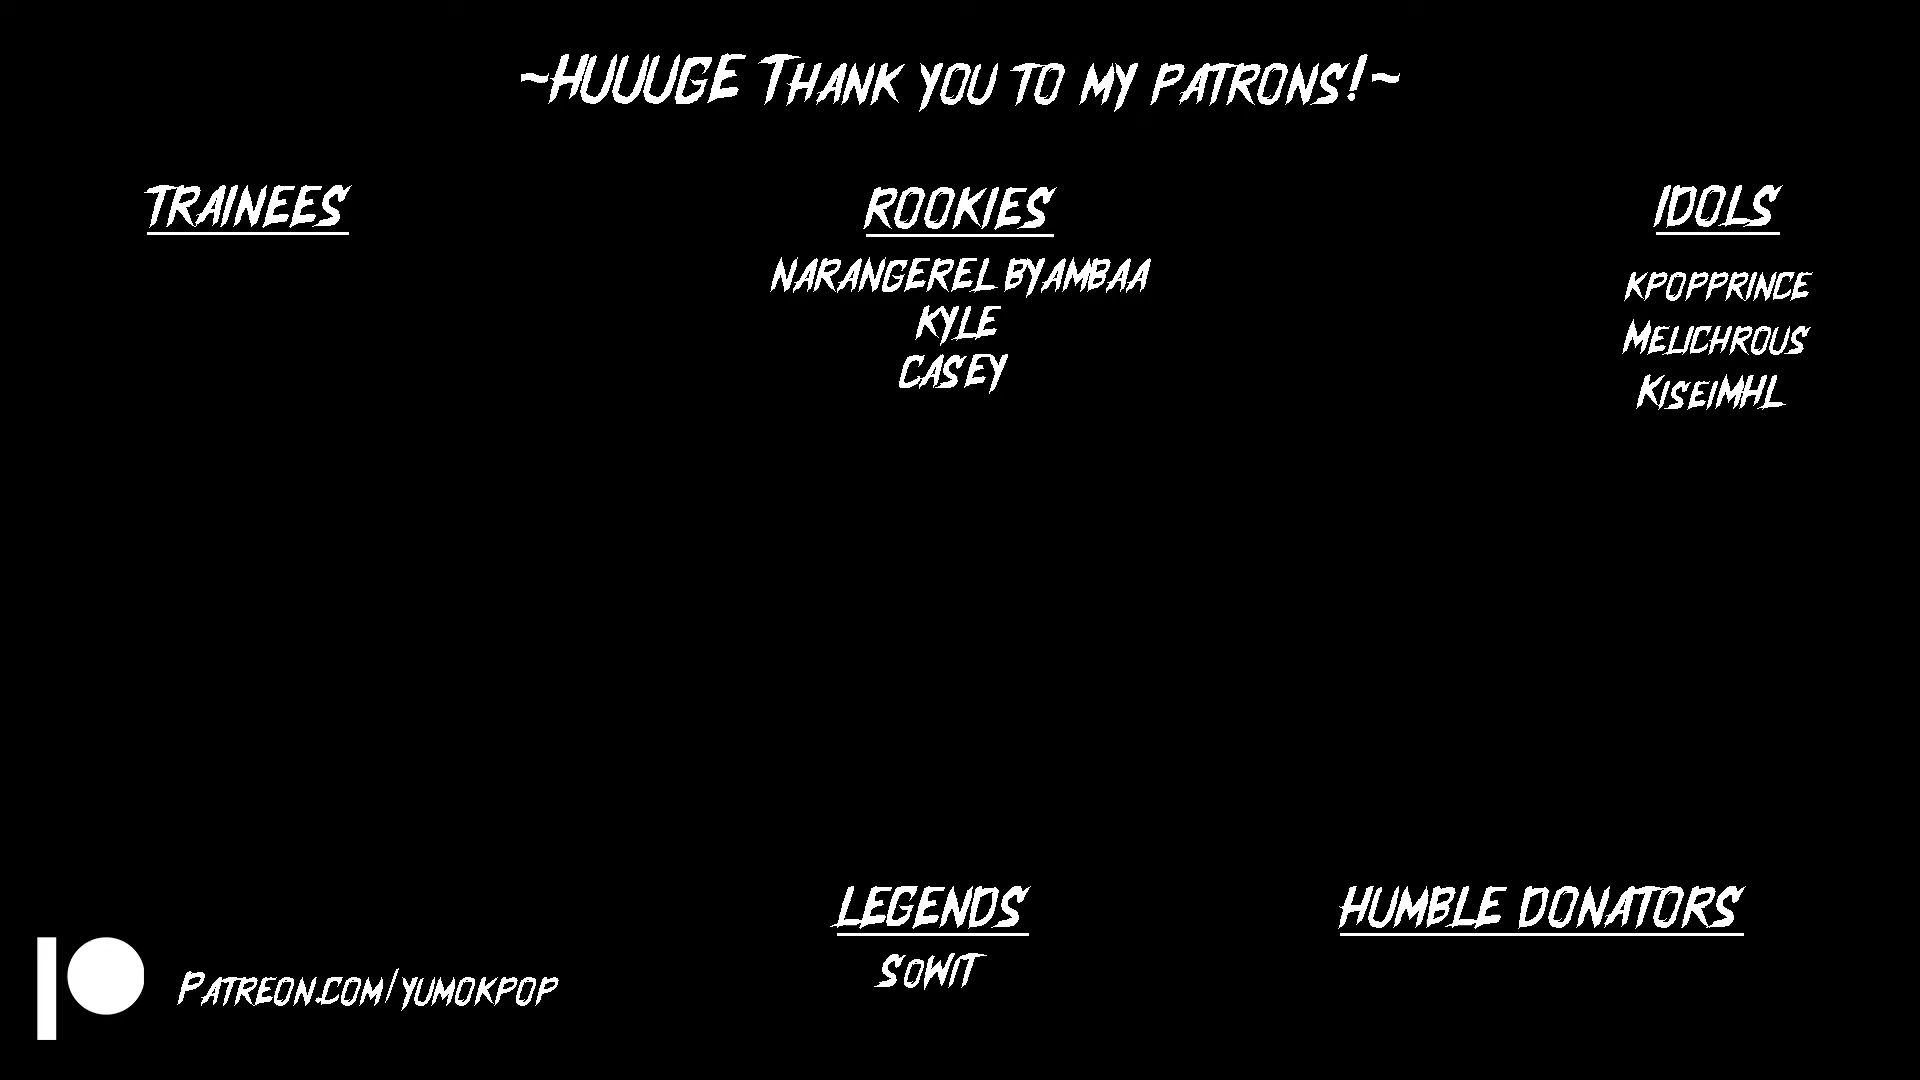 ~HUUUGE THANK YOU TO MY PATRONS!~
TRAINEES
ROOKIES
NARANGEREL BYAMBAA
KYLE
CASEY
IDOLS
KPOPPRINCE
MELICHROUS
KISEIMHL
LEGENDS
SOWIT
HUMBLE DONATORS
PATREON.COM/YUMOKPOP